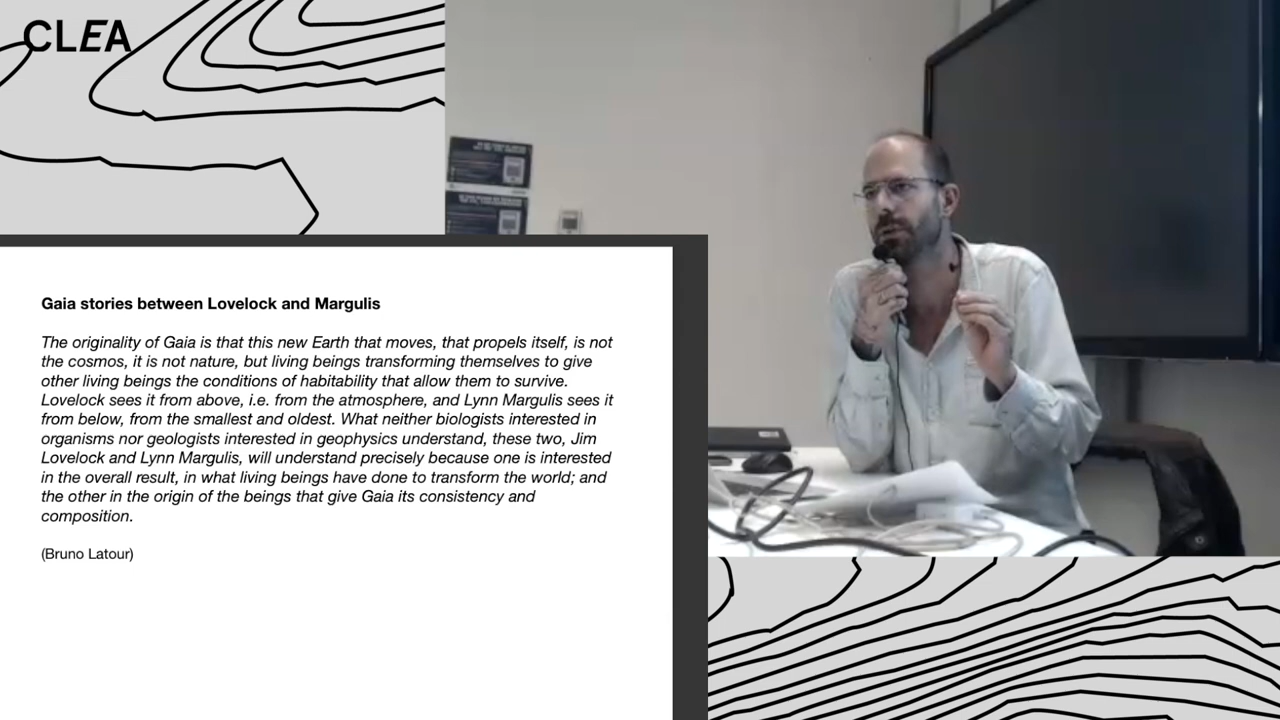 CLEA
Gaia stories between Lovelock and Margulis
The originality of Gaia is that this new Earth that moves, that propels itself, is not
the cosmos, it is not nature, but living beings transforming themselves to give
other living beings the conditions of habitability that allow them to survive.
Lovelock sees it from above, i.e. from the atmosphere, and Lynn Margulis sees it
from below, from the smallest and oldest. What neither biologists interested in
organisms nor geologists interested in geophysics understand, these two, Jim
Lovelock and Lynn Margulis, will understand precisely because one is interested
in the overall result, in what living beings have done to transform the world; and
the other in the origin of the beings that give Gaia its consistency and
composition.
(Bruno Latour)